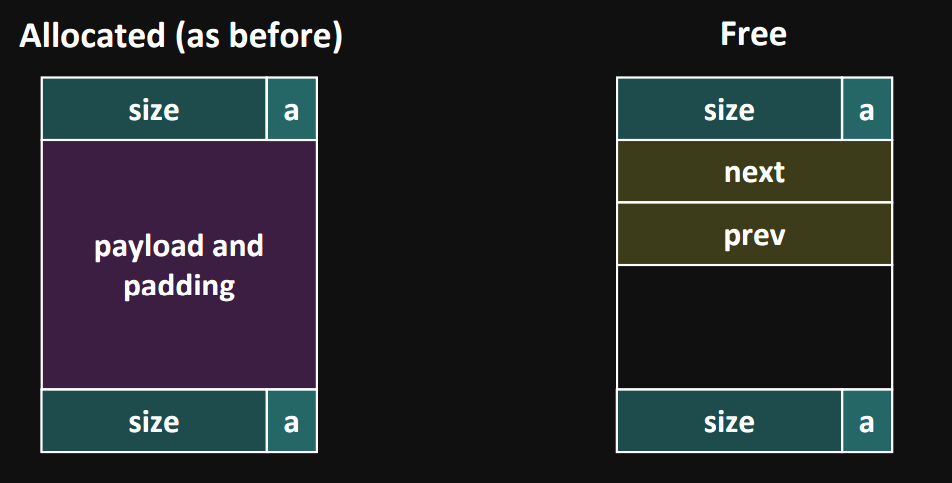 Allocated (as before)
size a
payload and
padding
size a
Free
size a
next
prev
size a